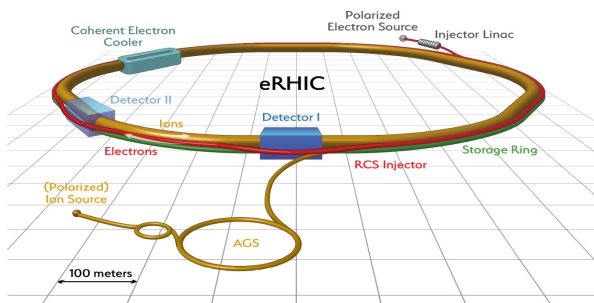 Polarized
Electron Source
Injector Linac
Coherent Electron
Cooler
eRHIC
Detector II
Detector I
Ions
Electrons
Storage Ring
RCS Injector
(Polarized)
Ion Source
AGS
100 meters